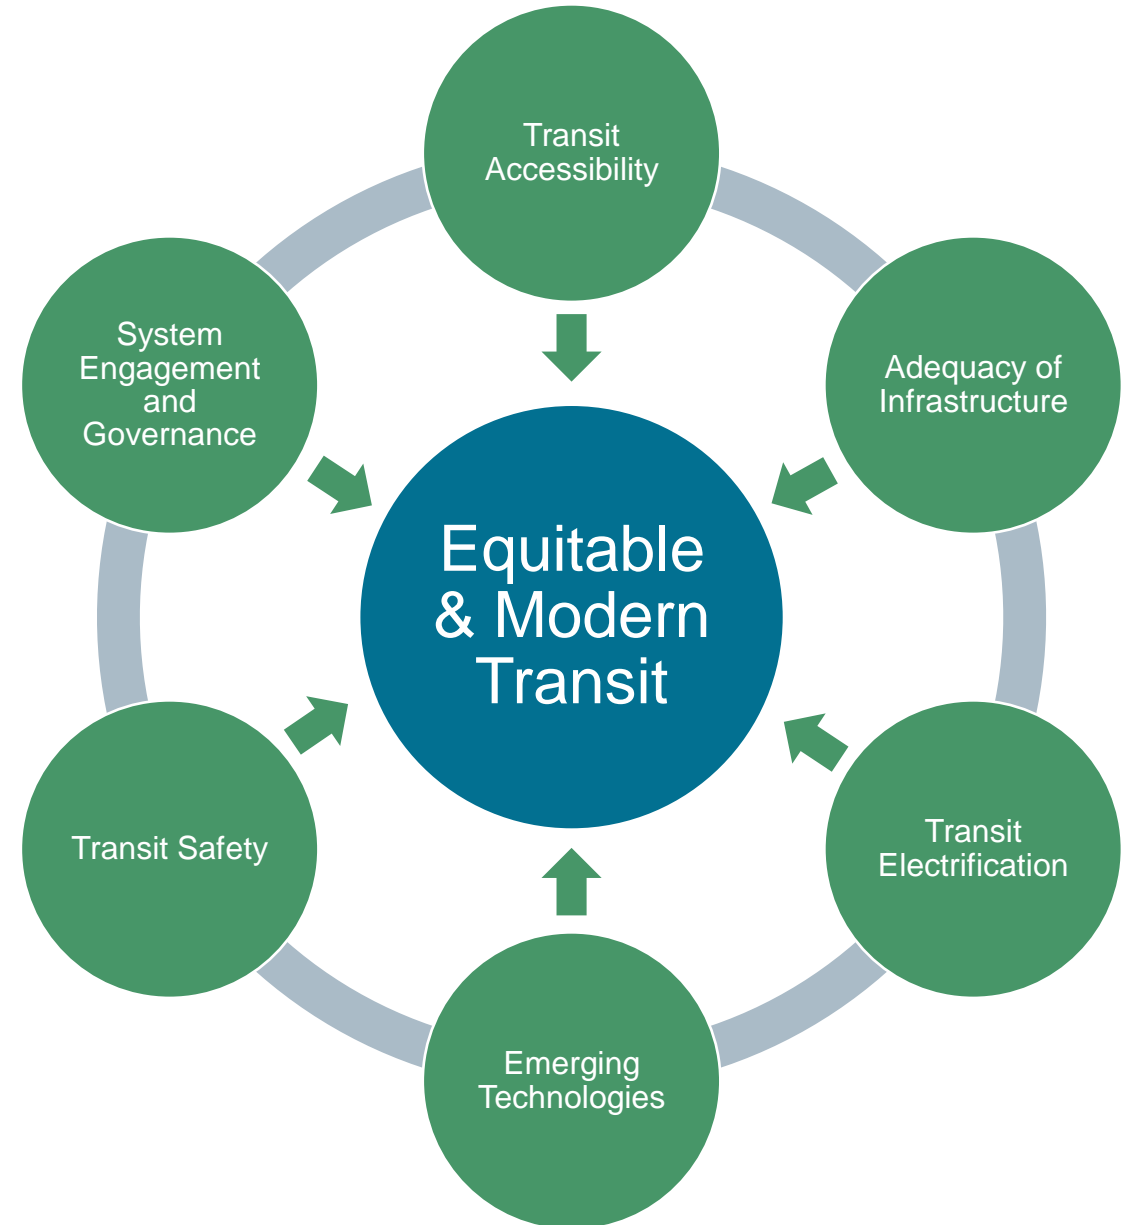 Transit
Accessibility
System
Engagement
and
Governance
Adequacy of
Infrastructure
Equitable
& Modern
Transit
Transit Safety
Transit
Electrification
Emerging
Technologies